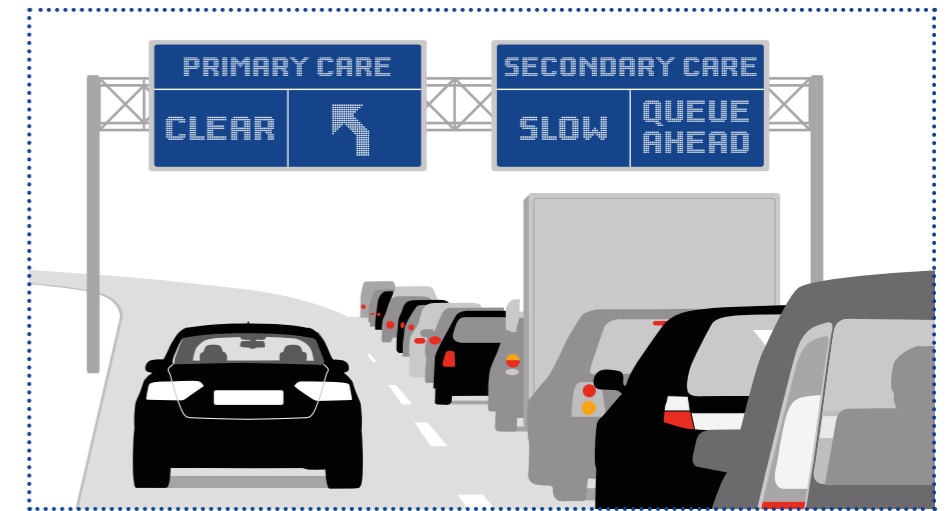 PRIMARY CARE
CLEAR
SECONDARY CARE
SLOW
QUEUE
AHEAD